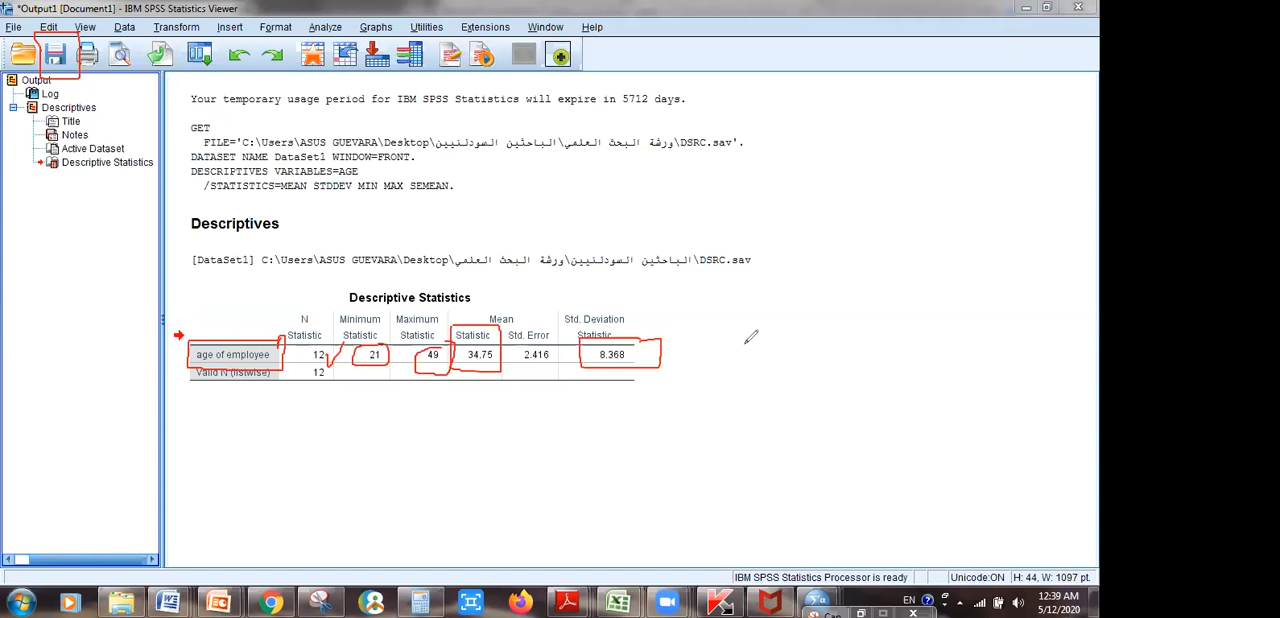 *Output1 [Document1] - IBM SPSS Statistics Viewer
File Edit View Data Transform Insert Format Analyze Graphs Utilities Extensions Window Help
Output
Log
Descriptives
Title
Notes
Active Dataset
Descriptive Statistics
Your temporary usage period for IBM SPSS Statistics will expire in 5712 days.
GET
FILE='C:\Users\ASUS GUEVARA\Desktop\الباحثين السودلنيين\ورشة البحث العلمي\DSRC.sav'.
DATASET NAME DataSet1 WINDOW=FRONT.
DESCRIPTIVES VARIABLES=AGE
/STATISTICS=MEAN STDDEV MIN MAX SEMEAN.
Descriptives
[DataSet1] C:\Users\ASUS GUEVARA\Desktop\الباحثين السودلنيين\ورشة البحث العلمي\DSRC.sav
Descriptive Statistics
N Minimum Maximum Mean Std. Deviation
Statistic Statistic Statistic Statistic Std. Error Statistic
age of employee 12 21 49 34.75 2.416 8.368
Valid N (listwise) 12
IBM SPSS Statistics Processor is ready Unicode:ON H: 44, W: 1097 pt.
EN 12:39 AM
5/12/2020